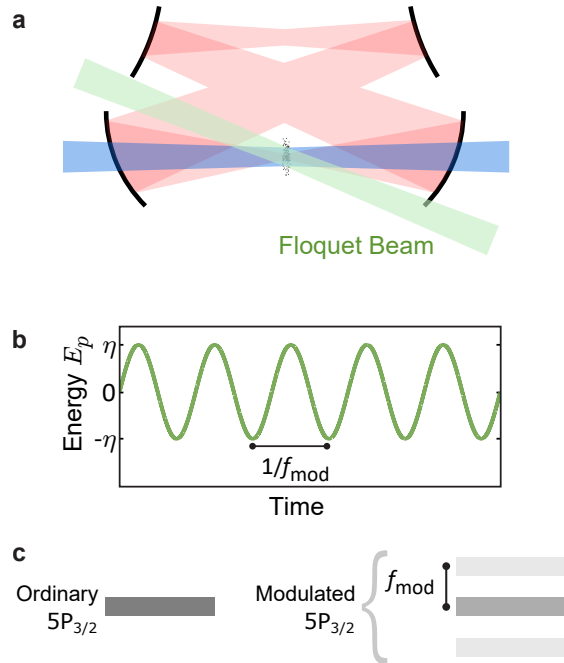 a
Floquet Beam
b
Energy E_p
η
0
-η
1/f_mod
Time
c
Ordinary
5P_3/2
Modulated
5P_3/2
f_mod